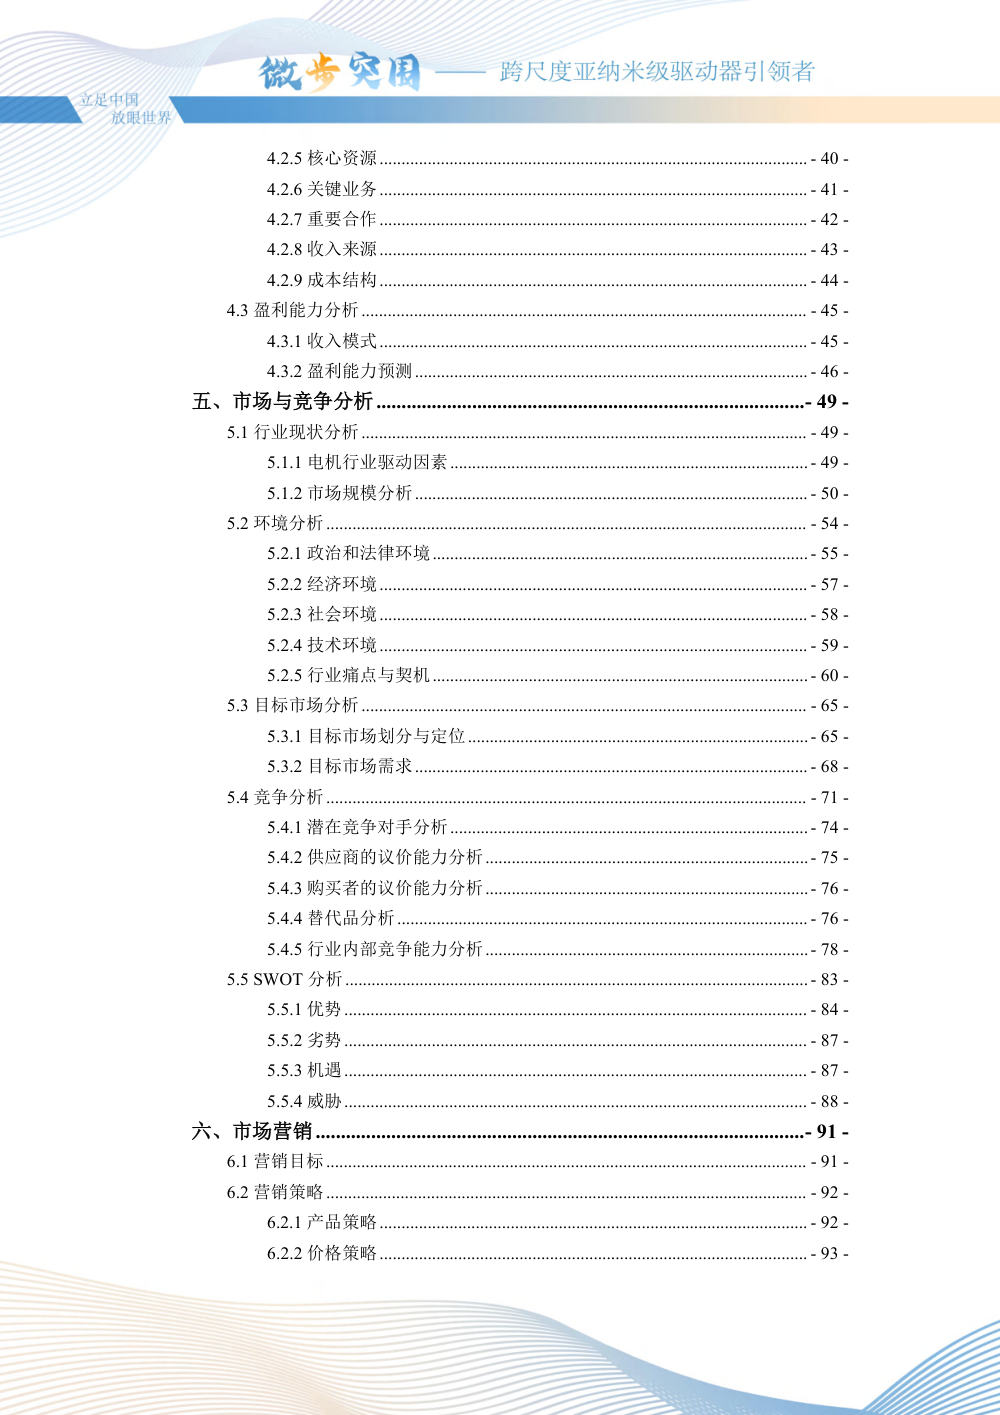 微步突围 —— 跨尺度亚纳米级驱动器引领者
立足中国
放眼世界
4.2.5 核心资源 - 40 -
4.2.6 关键业务 - 41 -
4.2.7 重要合作 - 42 -
4.2.8 收入来源 - 43 -
4.2.9 成本结构 - 44 -
4.3 盈利能力分析 - 45 -
4.3.1 收入模式 - 45 -
4.3.2 盈利能力预测 - 46 -
五、市场与竞争分析 - 49 -
5.1 行业现状分析 - 49 -
5.1.1 电机行业驱动因素 - 49 -
5.1.2 市场规模分析 - 50 -
5.2 环境分析 - 54 -
5.2.1 政治和法律环境 - 55 -
5.2.2 经济环境 - 57 -
5.2.3 社会环境 - 58 -
5.2.4 技术环境 - 59 -
5.2.5 行业痛点与契机 - 60 -
5.3 目标市场分析 - 65 -
5.3.1 目标市场划分与定位 - 65 -
5.3.2 目标市场需求 - 68 -
5.4 竞争分析 - 71 -
5.4.1 潜在竞争对手分析 - 74 -
5.4.2 供应商的议价能力分析 - 75 -
5.4.3 购买者的议价能力分析 - 76 -
5.4.4 替代品分析 - 76 -
5.4.5 行业内部竞争能力分析 - 78 -
5.5 SWOT 分析 - 83 -
5.5.1 优势 - 84 -
5.5.2 劣势 - 87 -
5.5.3 机遇 - 87 -
5.5.4 威胁 - 88 -
六、市场营销 - 91 -
6.1 营销目标 - 91 -
6.2 营销策略 - 92 -
6.2.1 产品策略 - 92 -
6.2.2 价格策略 - 93 -